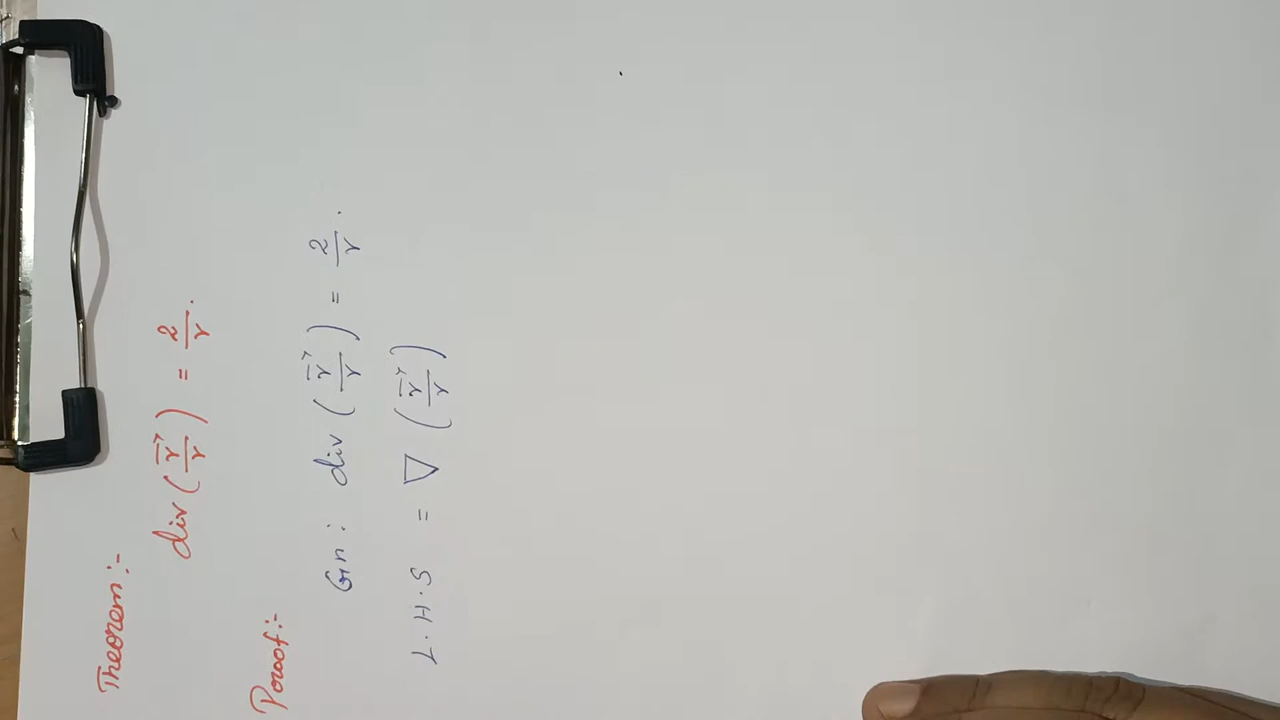 Theorem:-
div (r⃗/r) = 2/r.
Proof:-
Gn: div (r⃗/r) = 2/r.
L.H.S = ∇ (r⃗/r)